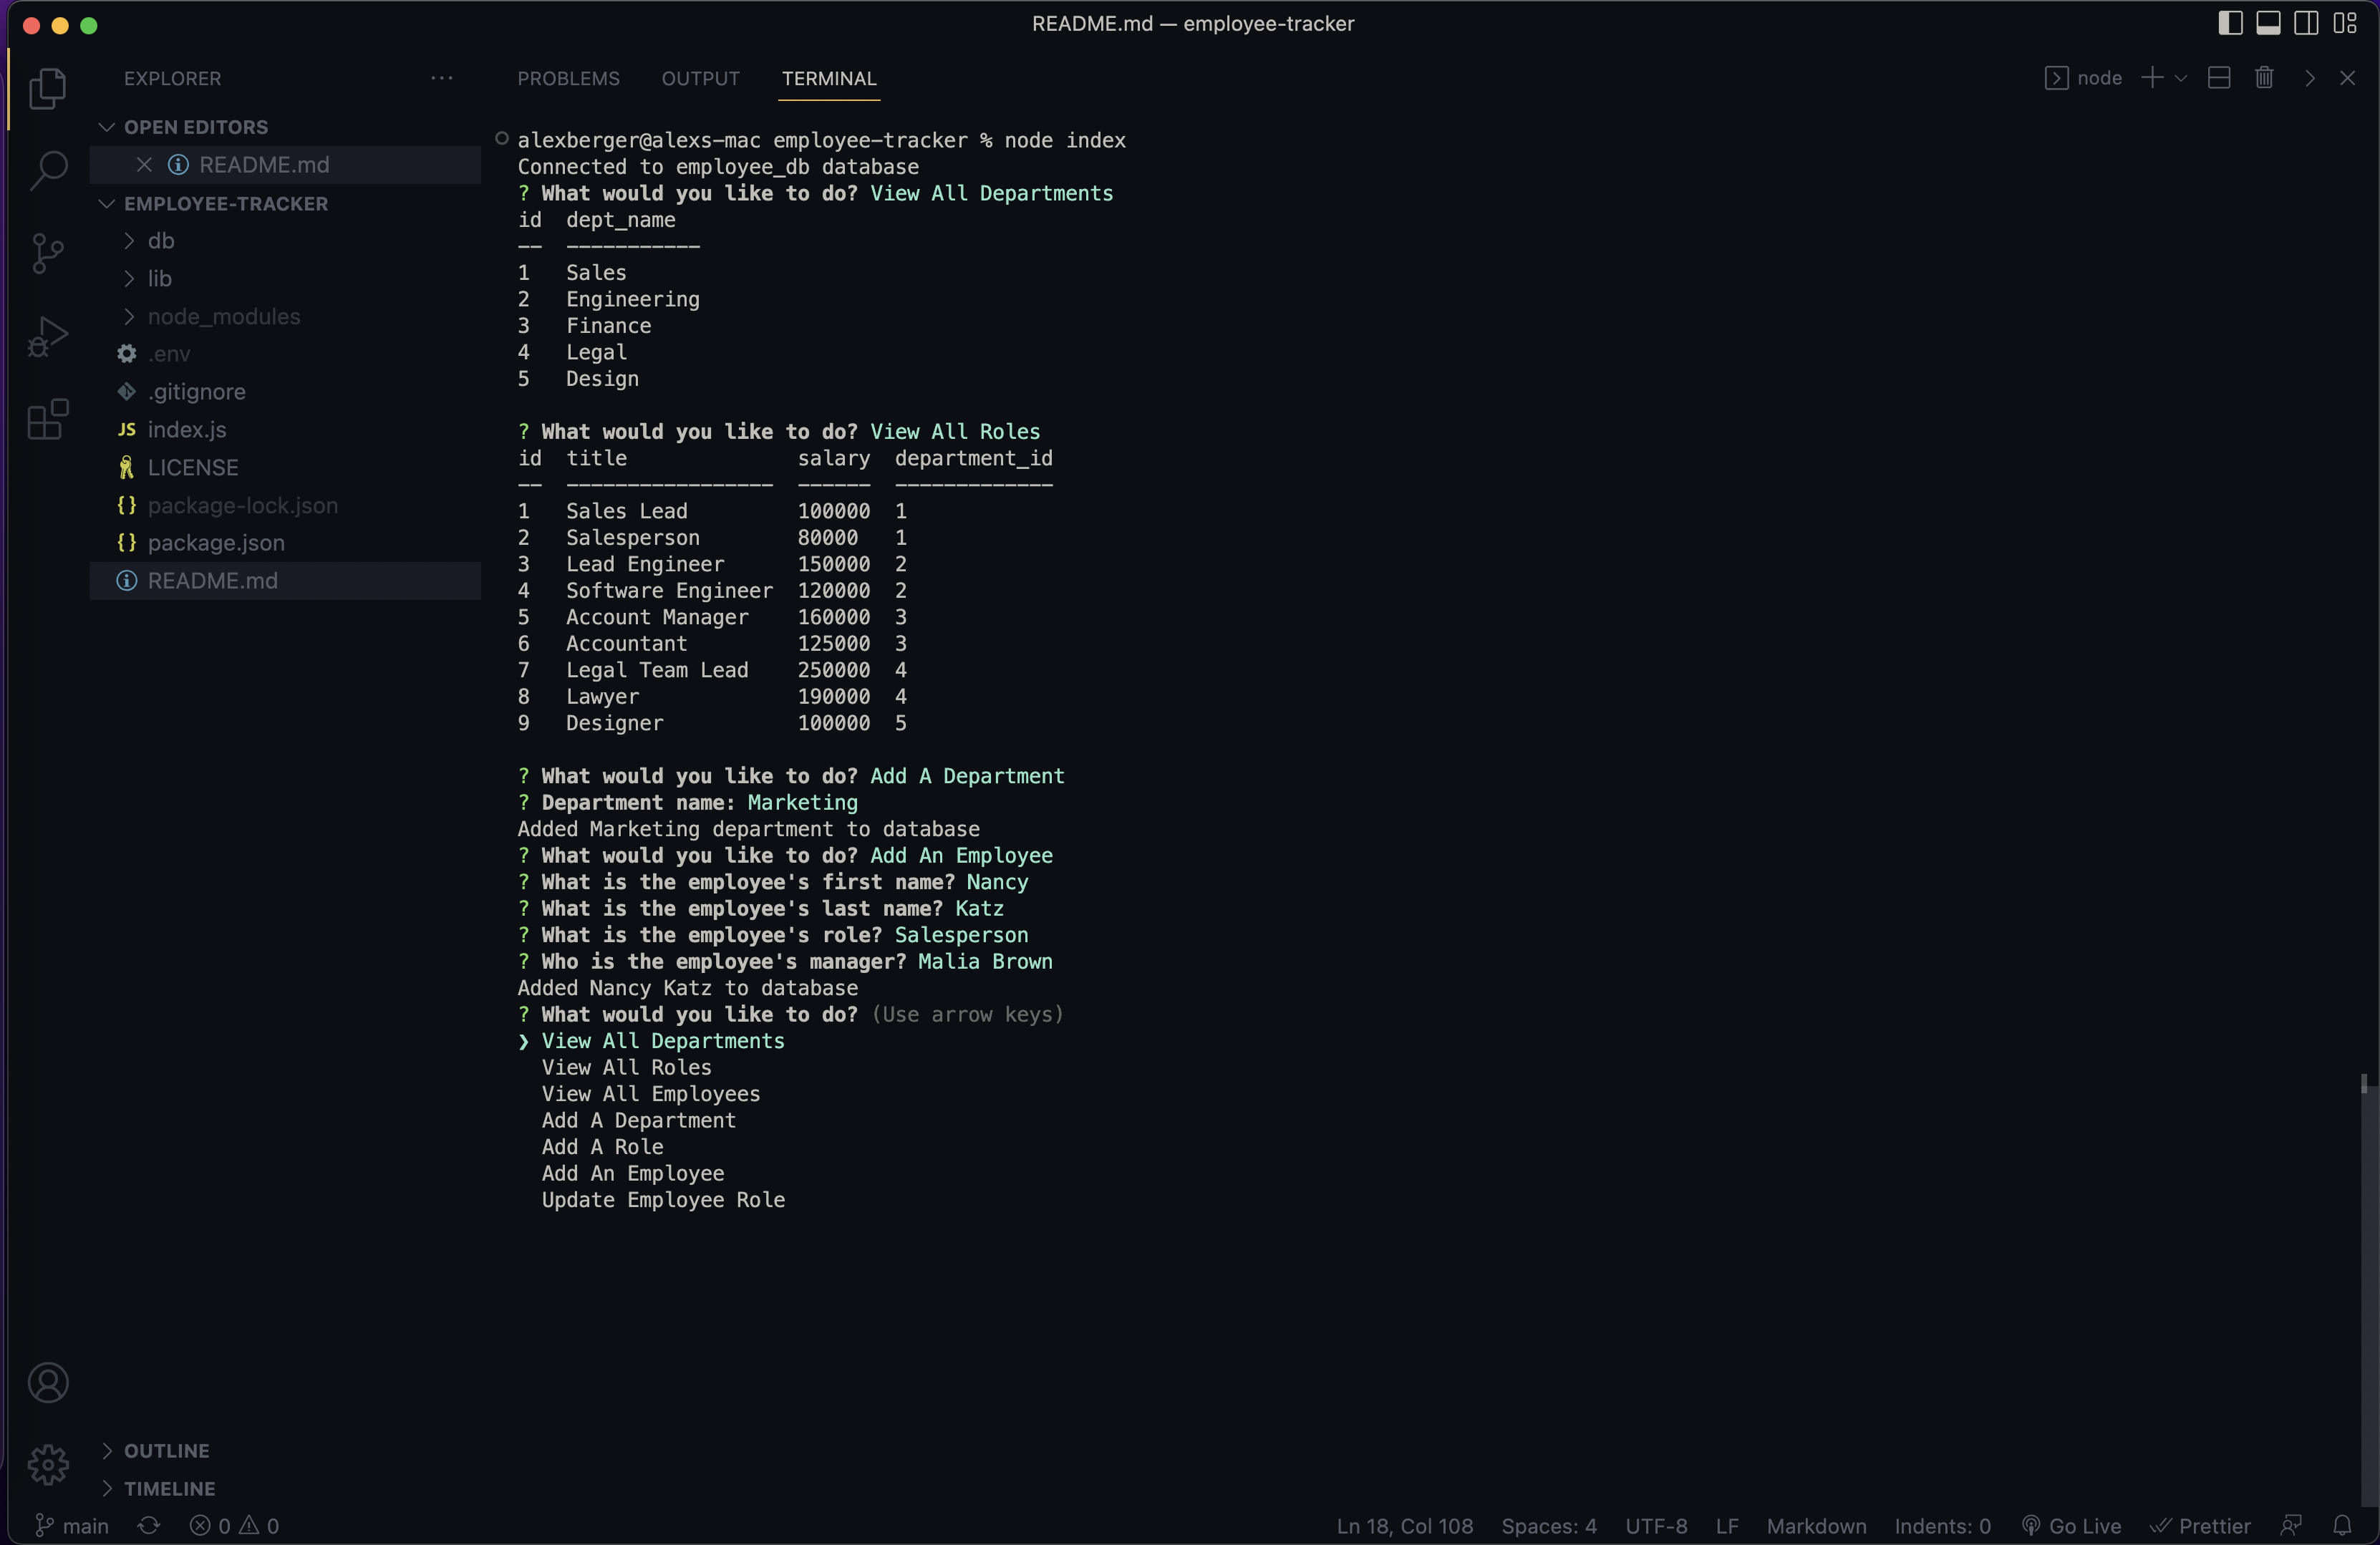 README.md — employee-tracker
EXPLORER
OPEN EDITORS
README.md
EMPLOYEE-TRACKER
db
lib
node_modules
.env
.gitignore
JS index.js
LICENSE
{} package-lock.json
{} package.json
README.md
OUTLINE
TIMELINE
PROBLEMS OUTPUT TERMINAL
node
alexberger@alexs-mac employee-tracker % node index
Connected to employee_db database
? What would you like to do? View All Departments
id  dept_name
--  -----------
1   Sales
2   Engineering
3   Finance
4   Legal
5   Design
? What would you like to do? View All Roles
id  title              salary  department_id
--  -----------------  ------  -------------
1   Sales Lead         100000  1
2   Salesperson        80000   1
3   Lead Engineer      150000  2
4   Software Engineer  120000  2
5   Account Manager    160000  3
6   Accountant         125000  3
7   Legal Team Lead    250000  4
8   Lawyer             190000  4
9   Designer           100000  5
? What would you like to do? Add A Department
? Department name: Marketing
Added Marketing department to database
? What would you like to do? Add An Employee
? What is the employee's first name? Nancy
? What is the employee's last name? Katz
? What is the employee's role? Salesperson
? Who is the employee's manager? Malia Brown
Added Nancy Katz to database
? What would you like to do? (Use arrow keys)
❯ View All Departments
View All Roles
View All Employees
Add A Department
Add A Role
Add An Employee
Update Employee Role
main 0 0 Ln 18, Col 108 Spaces: 4 UTF-8 LF Markdown Indents: 0 Go Live Prettier